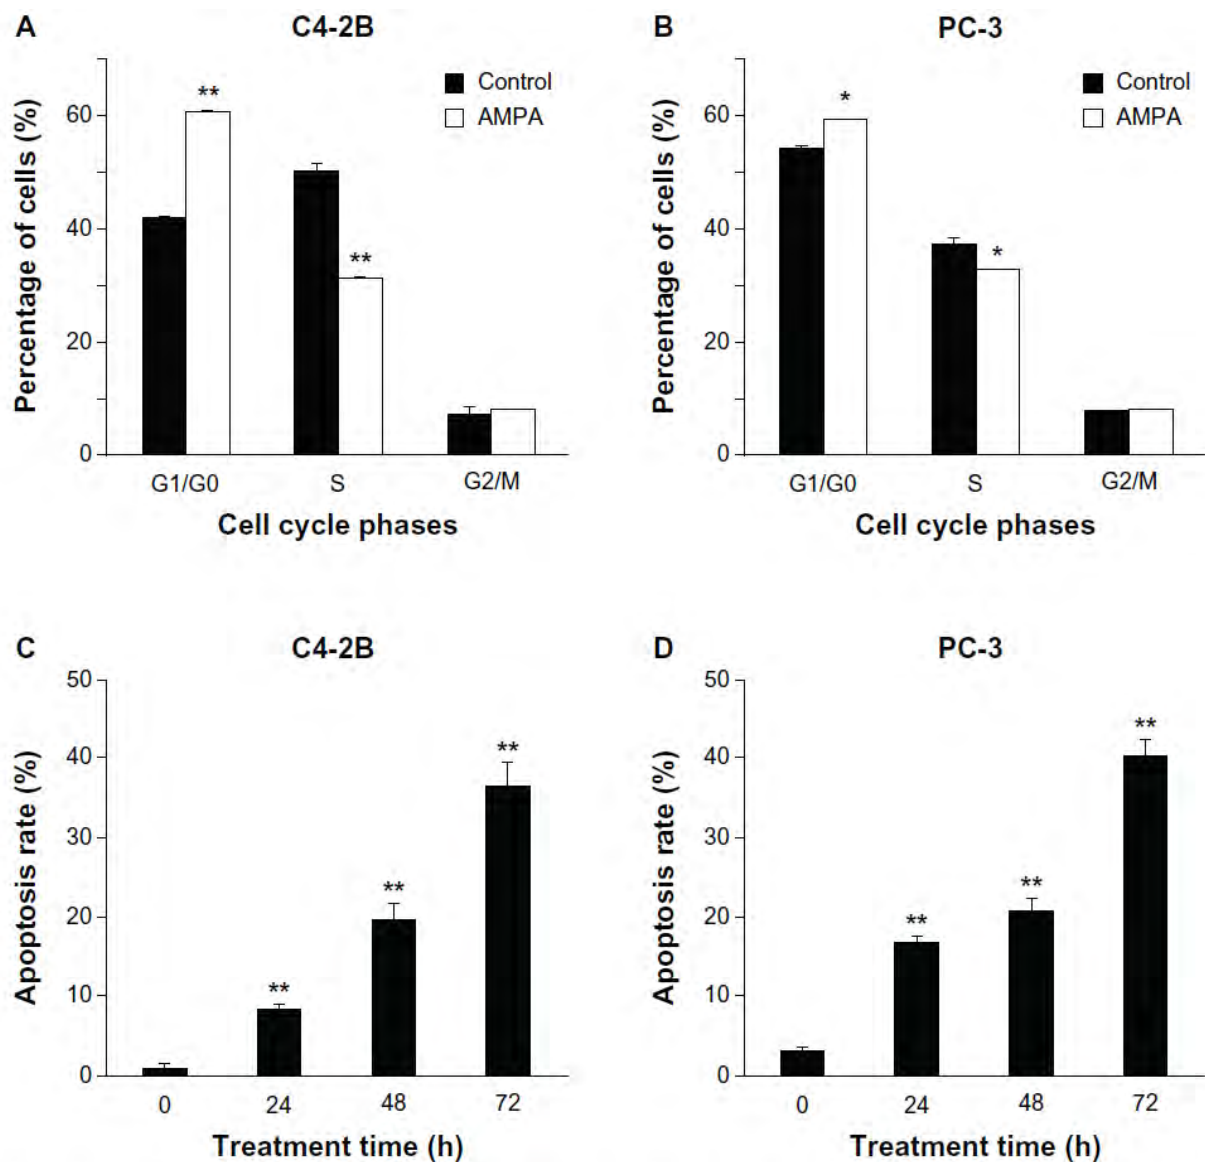 A
C4-2B
Percentage of cells (%)
60
40
20
0
**
**
Control
AMPA
G1/G0
S
G2/M
Cell cycle phases
B
PC-3
Percentage of cells (%)
60
40
20
0
*
*
Control
AMPA
G1/G0
S
G2/M
Cell cycle phases
C
C4-2B
Apoptosis rate (%)
50
40
30
20
10
0
**
**
**
0
24
48
72
Treatment time (h)
D
PC-3
Apoptosis rate (%)
50
40
30
20
10
0
**
**
**
0
24
48
72
Treatment time (h)